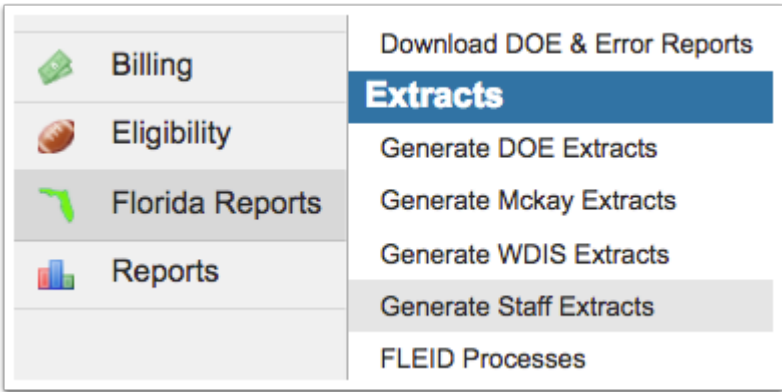 Billing
Eligibility
Florida Reports
Reports
Download DOE & Error Reports
Extracts
Generate DOE Extracts
Generate Mckay Extracts
Generate WDIS Extracts
Generate Staff Extracts
FLEID Processes